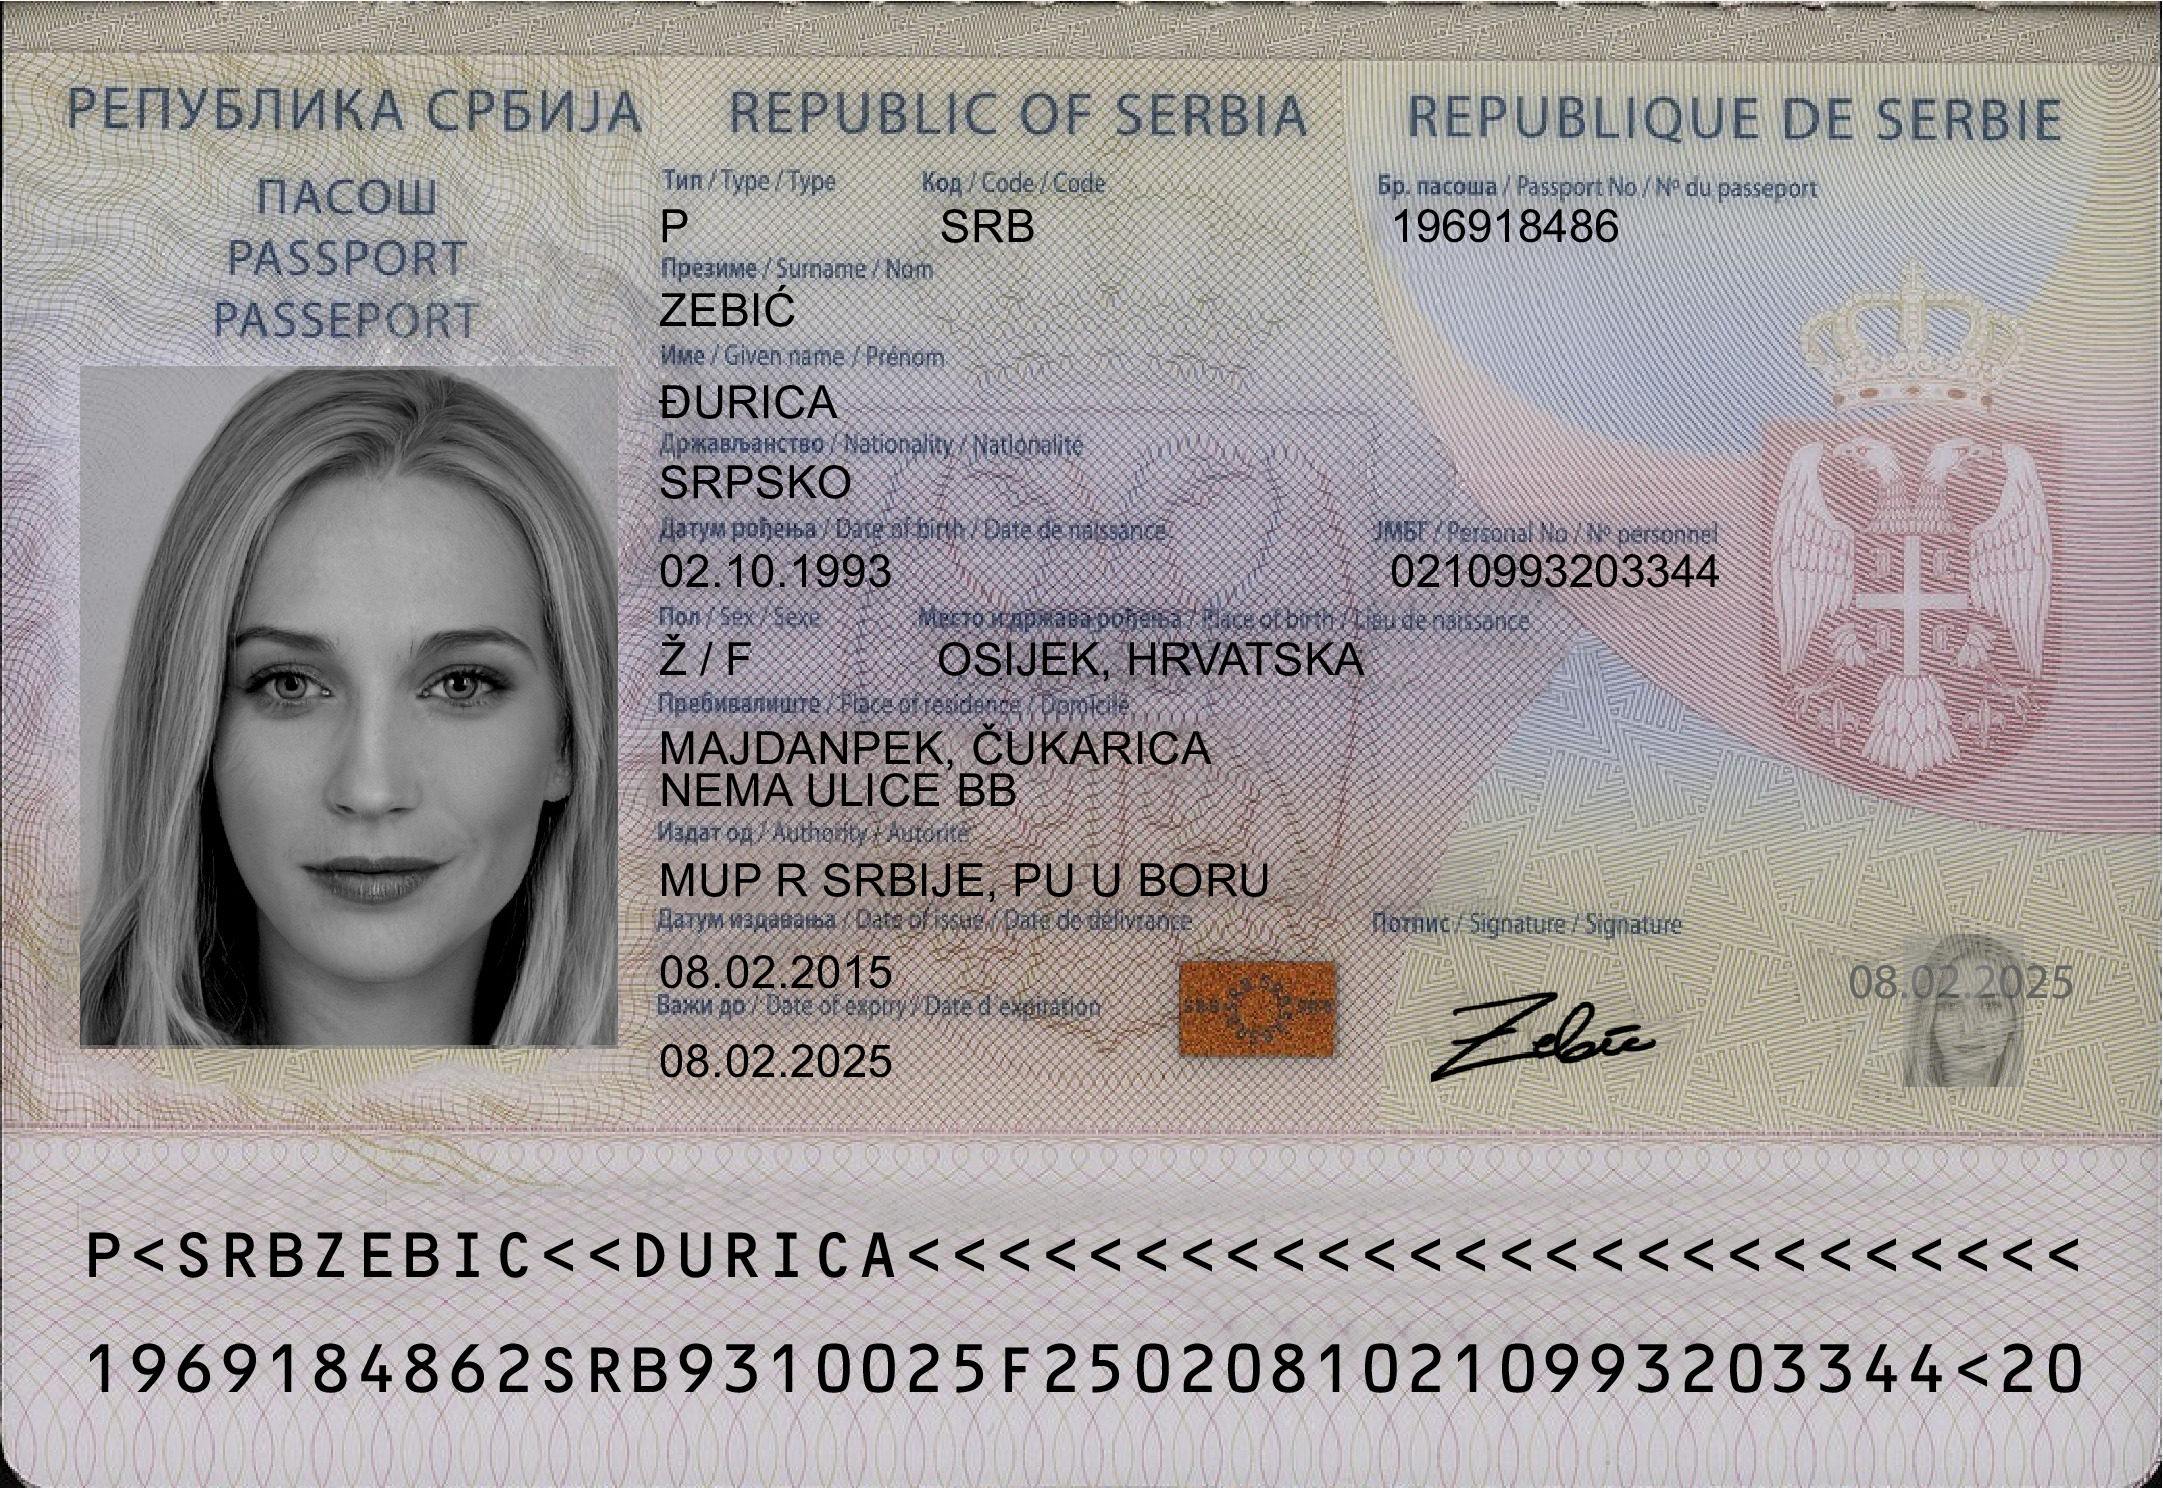 РЕПУБЛИКА СРБИЈА REPUBLIC OF SERBIA REPUBLIQUE DE SERBIE
ПАСОШ
PASSPORT
PASSEPORT
Тип / Type / Type Код / Code / Code Бр. пасоша / Passport No / Nº du passeport
P SRB 196918486
Презиме / Surname / Nom
ZEBIĆ
Име / Given name / Prénom
ĐURICA
Држављанство / Nationality / Nationalité
SRPSKO
Датум рођења / Date of birth / Date de naissance ЈМБГ / Personal No / Nº personnel
02.10.1993 0210993203344
Пол / Sex / Sexe Место и држава рођења / Place of birth / Lieu de naissance
Ž / F OSIJEK, HRVATSKA
Пребивалиште / Place of residence / Domicile
MAJDANPEK, ČUKARICA
NEMA ULICE BB
Издат од / Authority / Autorité
MUP R SRBIJE, PU U BORU
Датум издавања / Date of issue / Date de délivrance Потпис / Signature / Signature
08.02.2015 08.02.2025
Важи до / Date of expiry / Date d expiration
Zebić
08.02.2025
P<SRBZEBIC<<DURICA<<<<<<<<<<<<<<<<<<<<<<<<<<
1969184862SRB9310025F25020810210993203344<20